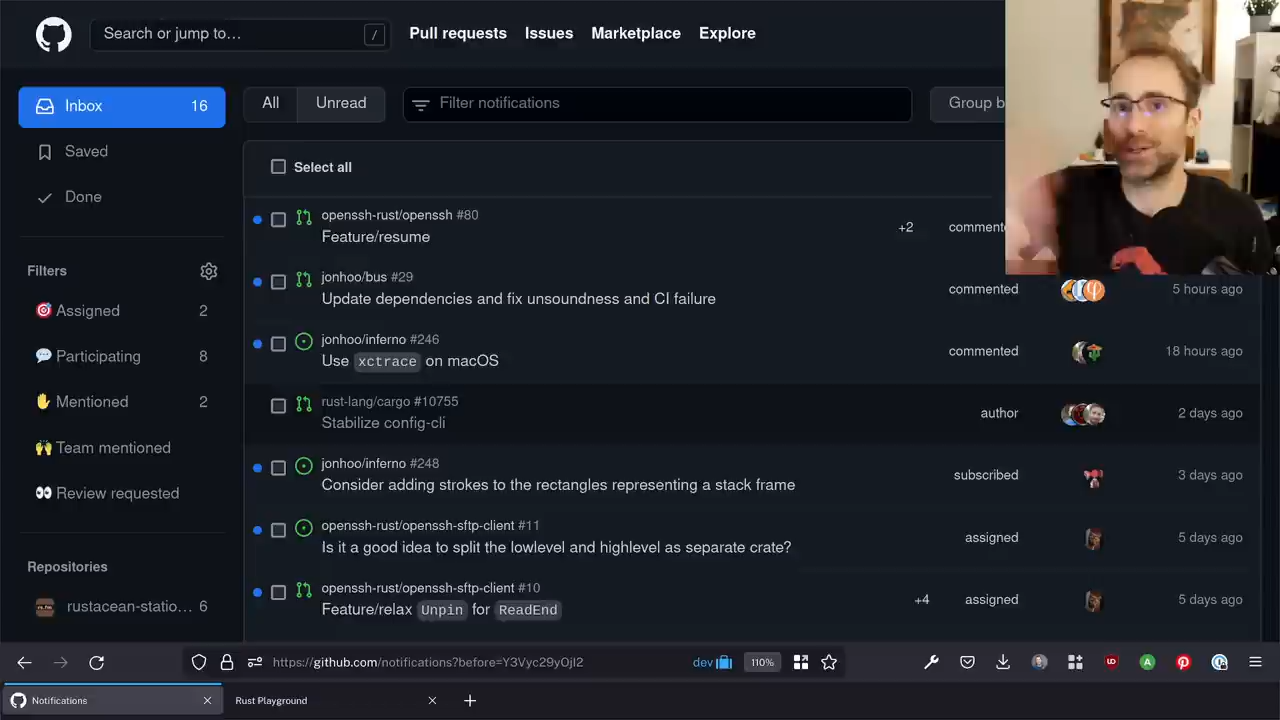 Search or jump to…
/
Pull requests
Issues
Marketplace
Explore
Inbox
16
Saved
Done
Filters
Assigned
2
Participating
8
Mentioned
2
Team mentioned
Review requested
Repositories
rustacean-statio…
6
All
Unread
Filter notifications
Group b
Select all
openssh-rust/openssh #80
Feature/resume
+2
comment
jonhoo/bus #29
Update dependencies and fix unsoundness and CI failure
commented
5 hours ago
jonhoo/inferno #246
Use xctrace on macOS
commented
18 hours ago
rust-lang/cargo #10755
Stabilize config-cli
author
2 days ago
jonhoo/inferno #248
Consider adding strokes to the rectangles representing a stack frame
subscribed
3 days ago
openssh-rust/openssh-sftp-client #11
Is it a good idea to split the lowlevel and highlevel as separate crate?
assigned
5 days ago
openssh-rust/openssh-sftp-client #10
Feature/relax Unpin for ReadEnd
+4
assigned
5 days ago
https://github.com/notifications?before=Y3Vyc29yOjI2
dev
110%
Notifications
Rust Playground